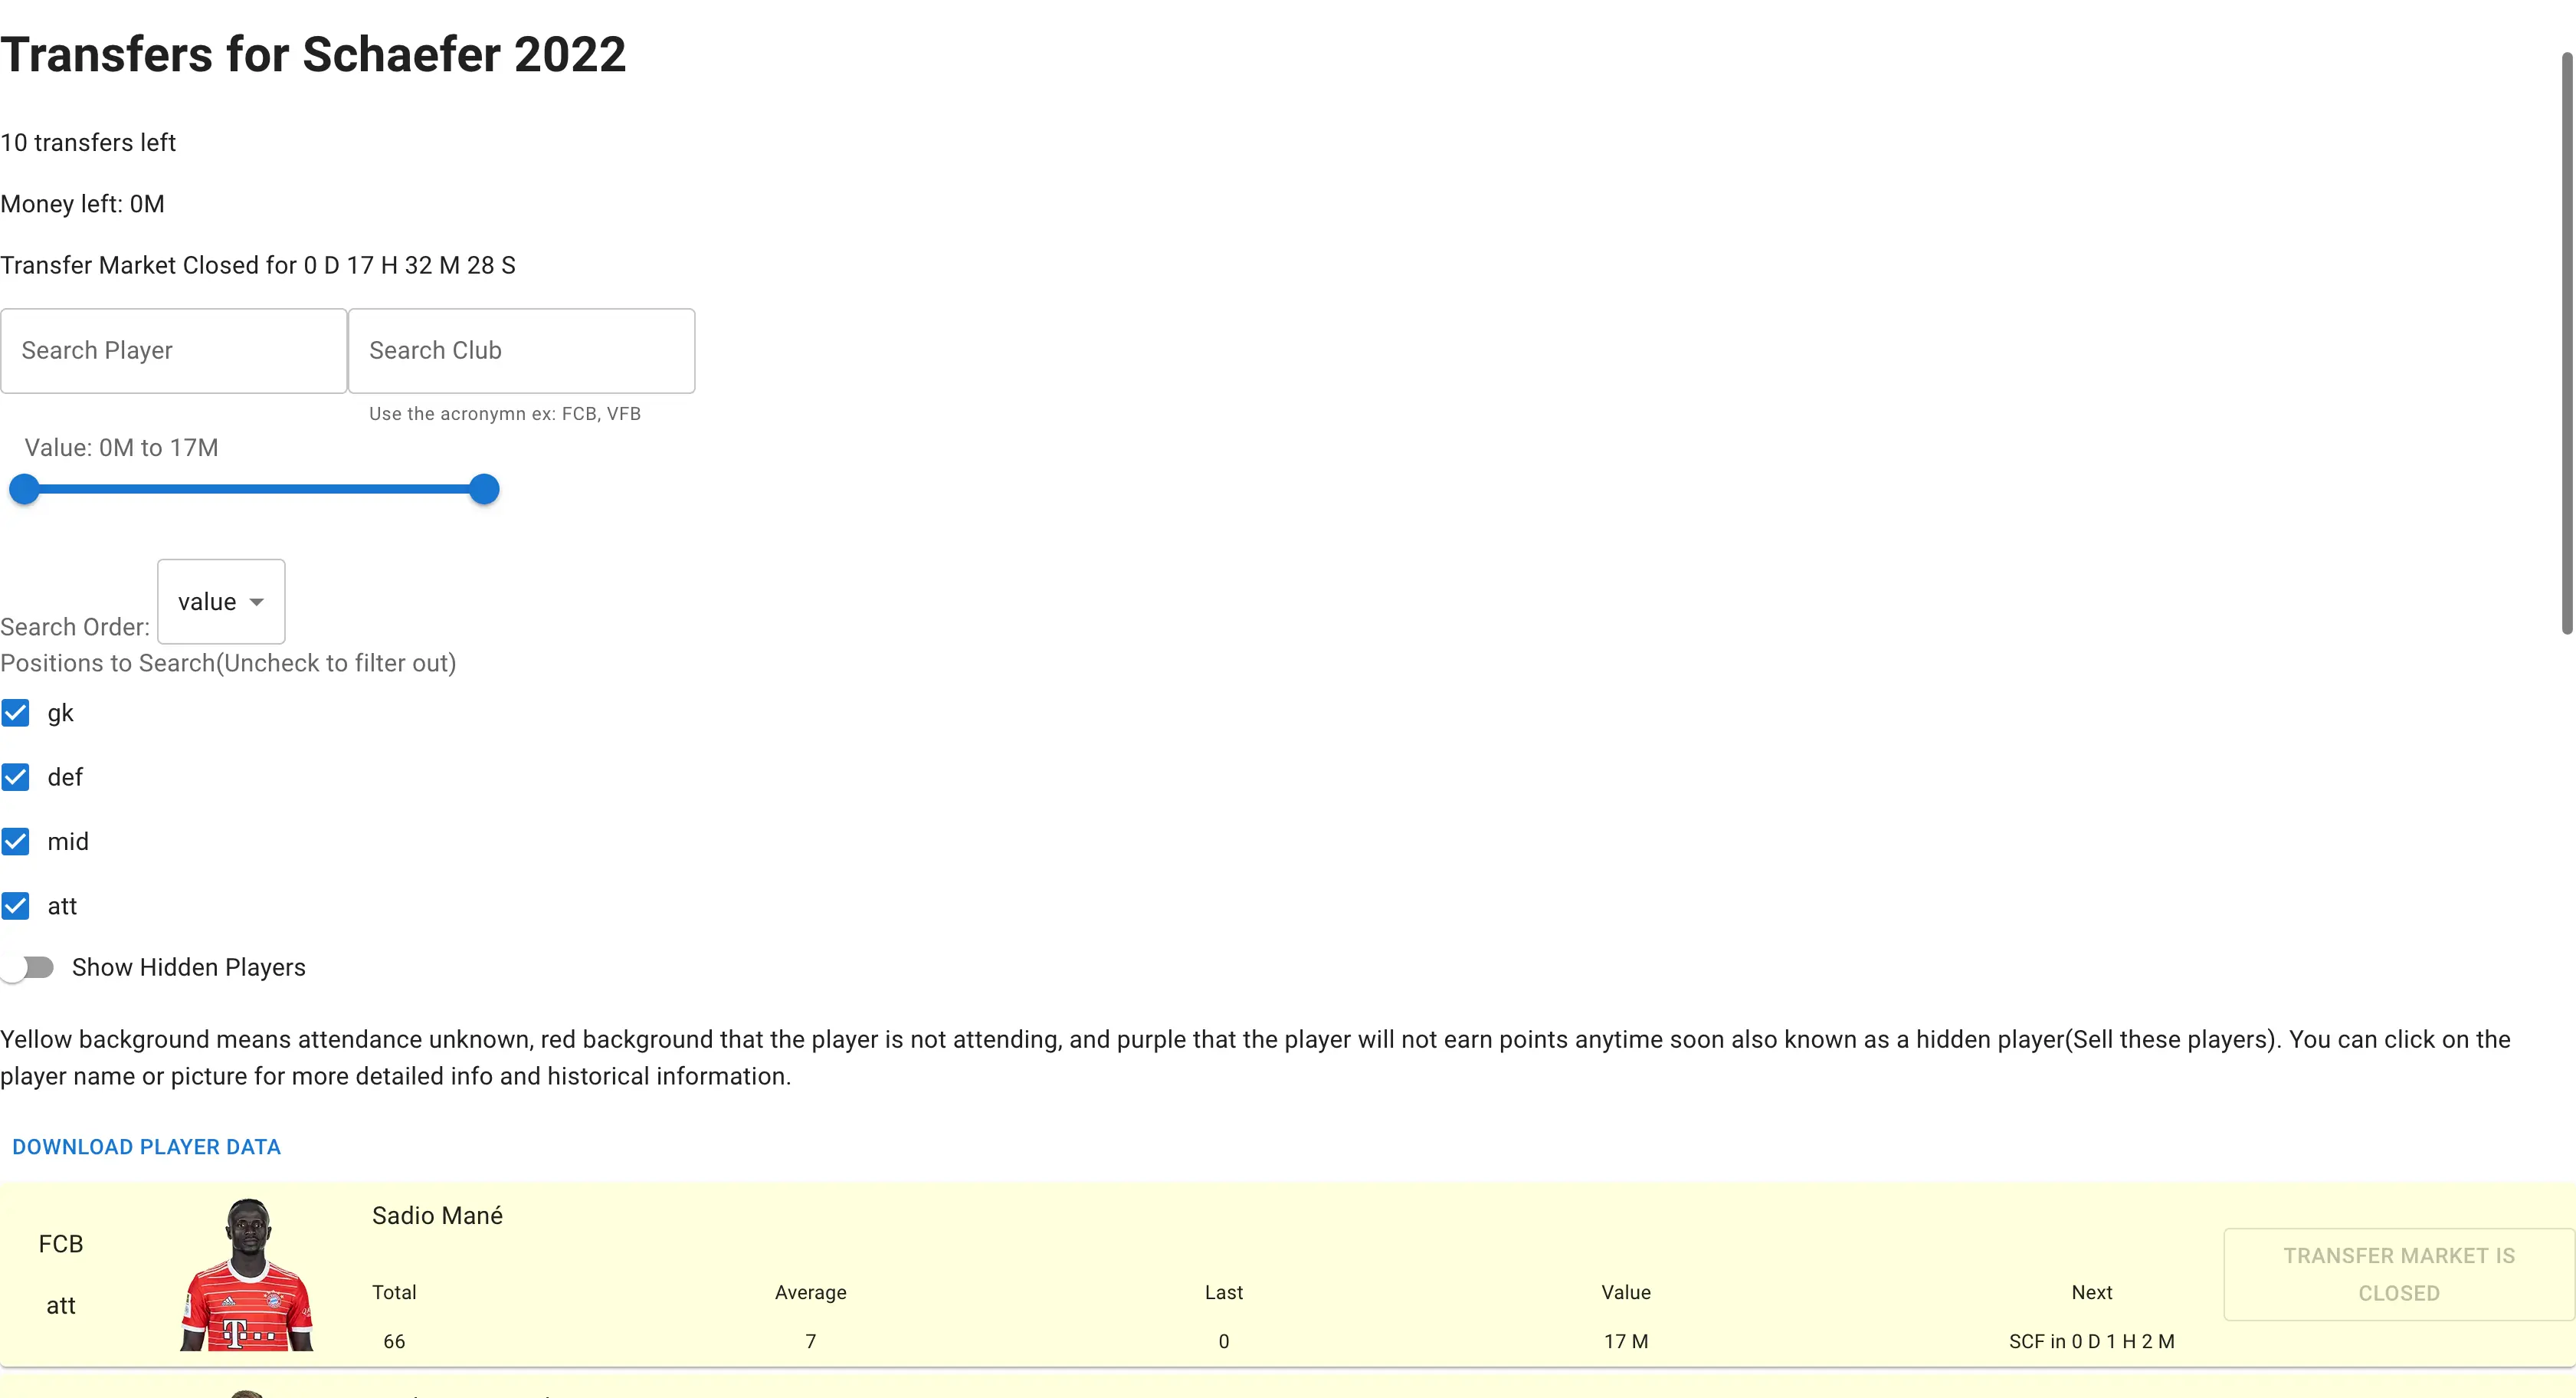 Transfers for Schaefer 2022
10 transfers left
Money left: 0M
Transfer Market Closed for 0 D 17 H 32 M 28 S
Search Player
Search Club
Use the acronymn ex: FCB, VFB
Value: 0M to 17M
value
Search Order:
Positions to Search(Uncheck to filter out)
gk
def
mid
att
Show Hidden Players
Yellow background means attendance unknown, red background that the player is not attending, and purple that the player will not earn points anytime soon also known as a hidden player(Sell these players). You can click on the
player name or picture for more detailed info and historical information.
DOWNLOAD PLAYER DATA
FCB
att
Sadio Mané
Total
Average
Last
Value
Next
66
7
0
17 M
SCF in 0 D 1 H 2 M
TRANSFER MARKET IS
CLOSED